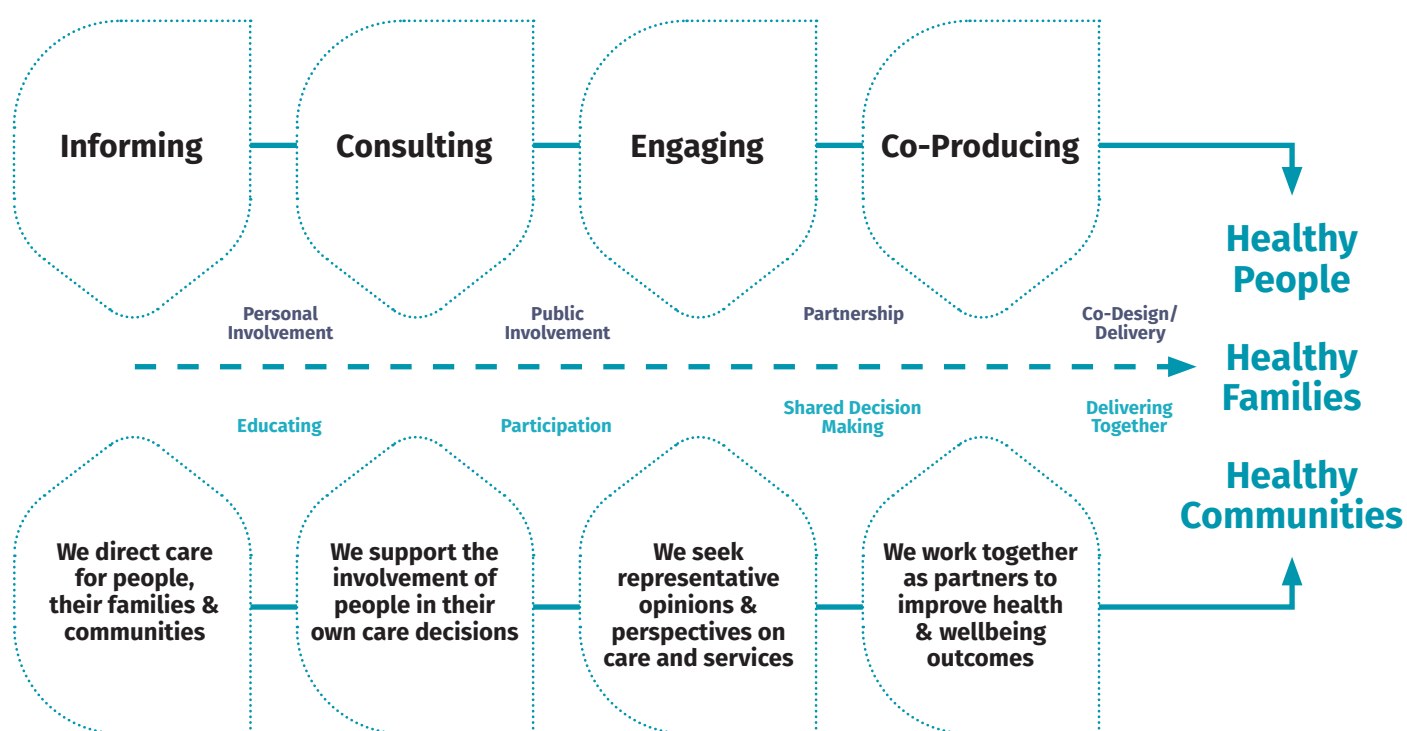 Informing
Consulting
Engaging
Co-Producing
Healthy
People
Personal
Involvement
Public
Involvement
Partnership
Co-Design/
Delivery
Healthy
Families
Educating
Participation
Shared Decision
Making
Delivering
Together
Healthy
Communities
We direct care
for people,
their families &
communities
We support the
involvement of
people in their
own care decisions
We seek
representative
opinions &
perspectives on
care and services
We work together
as partners to
improve health
& wellbeing
outcomes